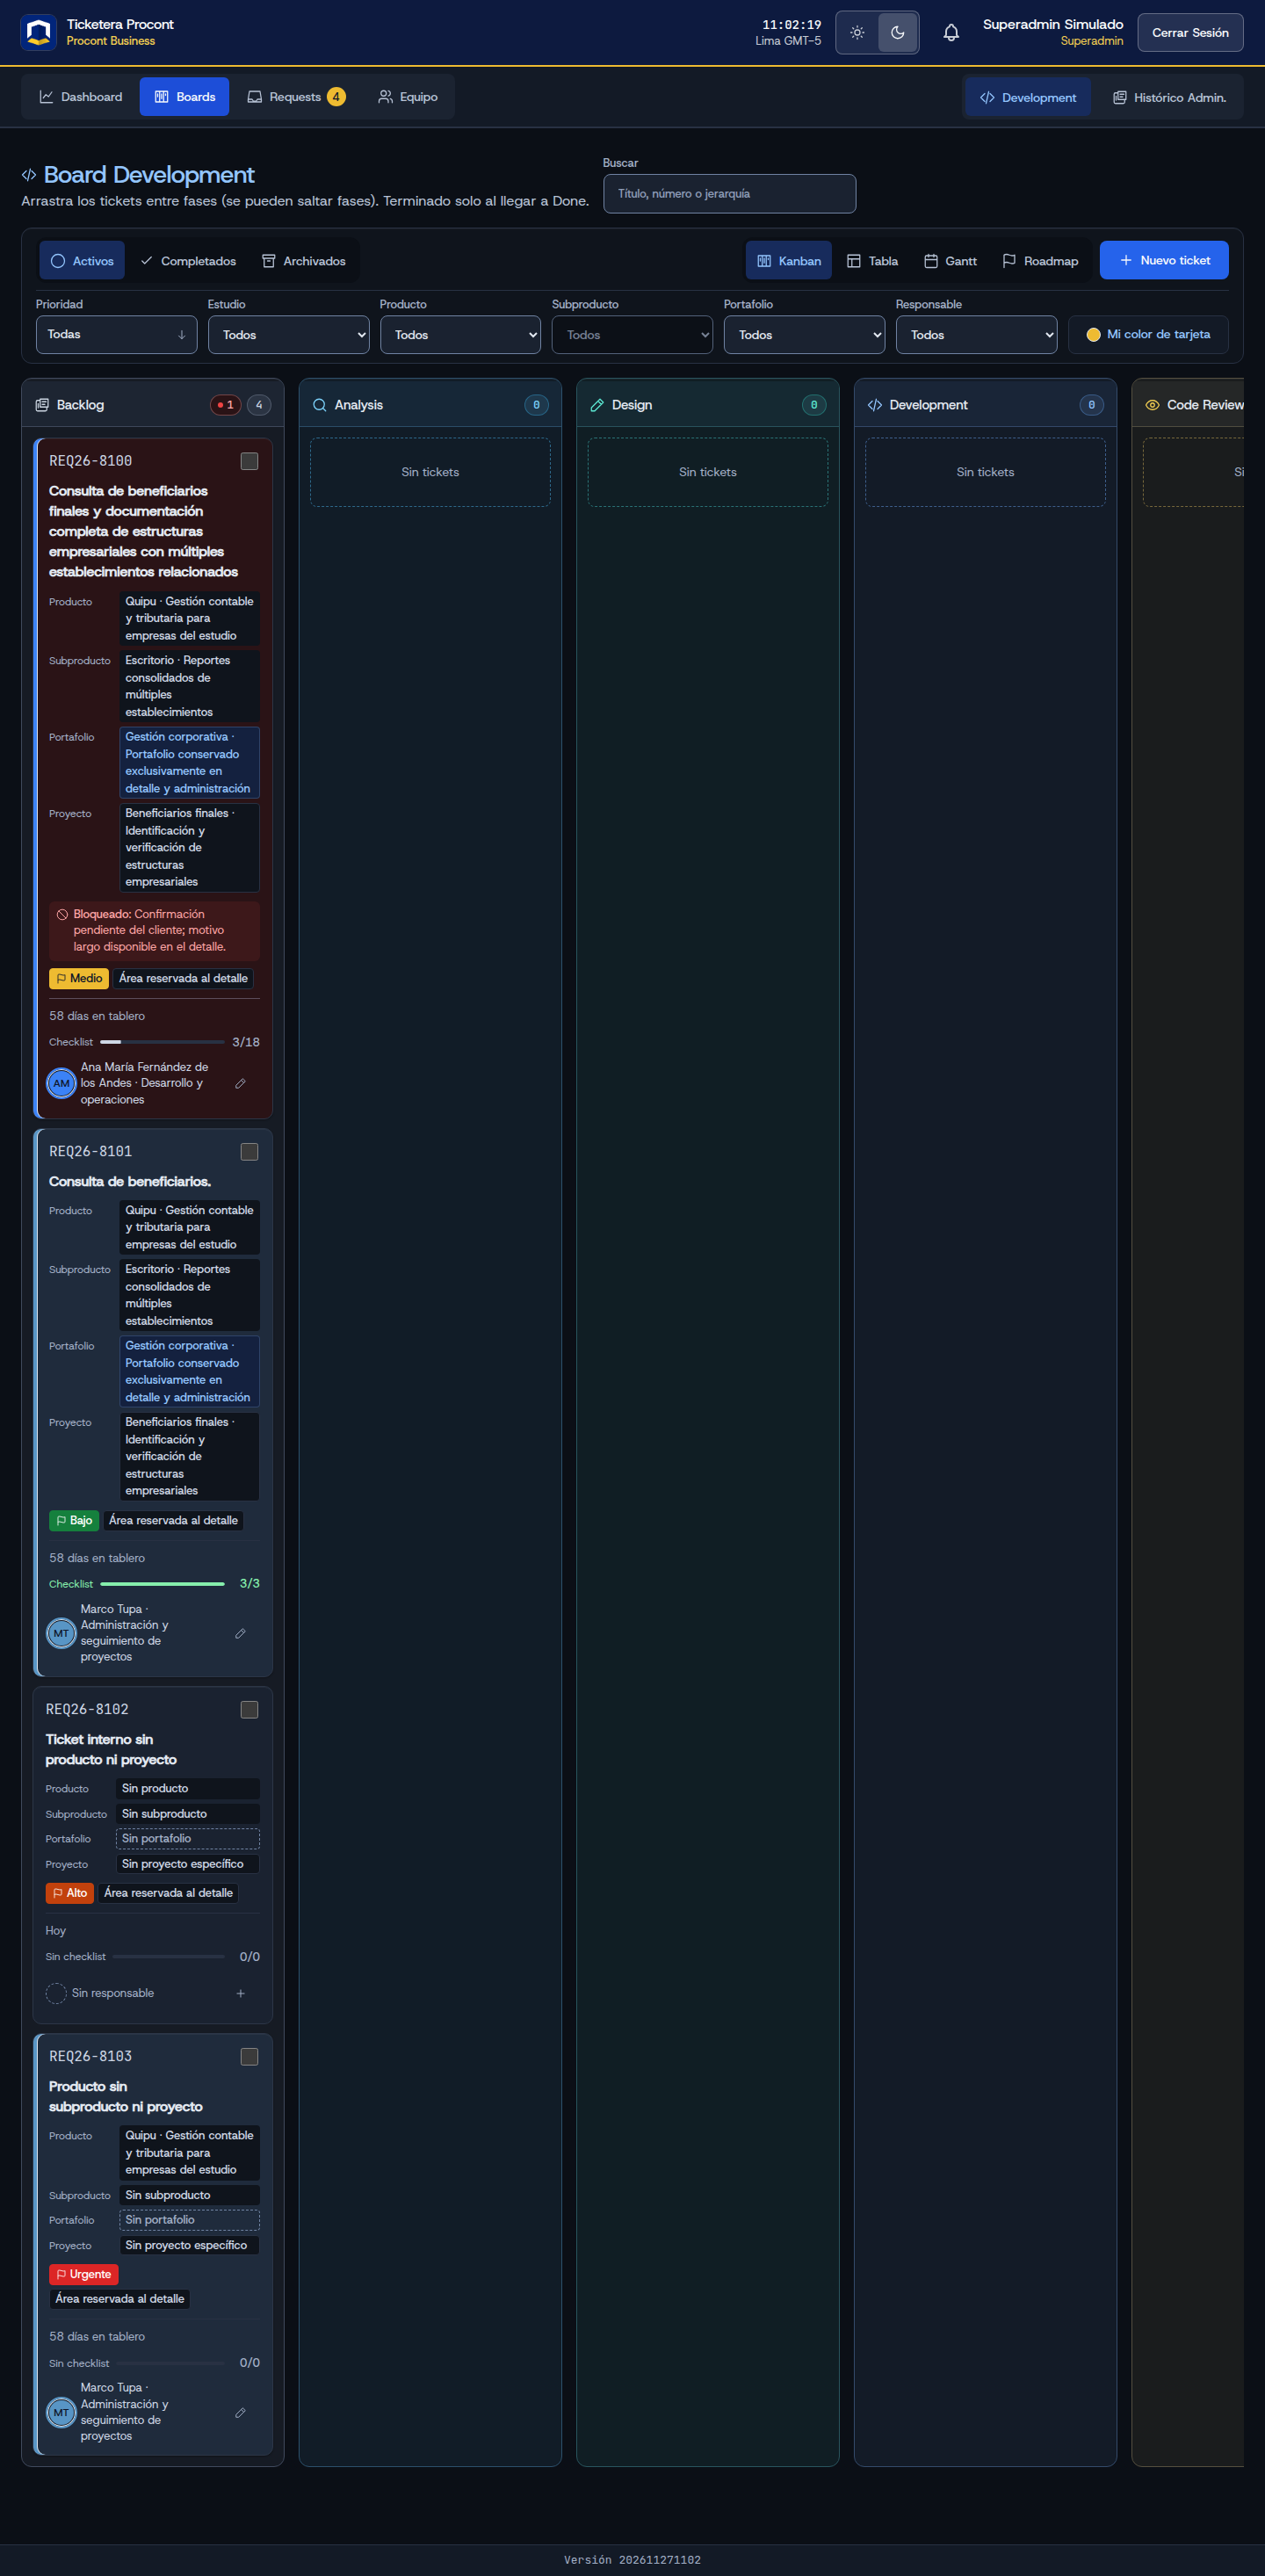 Ticketera Procont
Procont Business
11:02:19
Lima GMT-5
Superadmin Simulado
Superadmin
Cerrar Sesión
Dashboard
Boards
Requests 4
Equipo
Development
Histórico Admin.
Board Development
Arrastra los tickets entre fases (se pueden saltar fases). Terminado solo al llegar a Done.
Buscar
Título, número o jerarquía
Activos
Completados
Archivados
Kanban
Tabla
Gantt
Roadmap
Nuevo ticket
Prioridad
Todas
Estudio
Todos
Producto
Todos
Subproducto
Todos
Portafolio
Todos
Responsable
Todos
Mi color de tarjeta
Backlog
1
4
REQ26-8100
Consulta de beneficiarios
finales y documentación
completa de estructuras
empresariales con múltiples
establecimientos relacionados
Producto
Quipu · Gestión contable
y tributaria para
empresas del estudio
Subproducto
Escritorio · Reportes
consolidados de
múltiples
establecimientos
Portafolio
Gestión corporativa ·
Portafolio conservado
exclusivamente en
detalle y administración
Proyecto
Beneficiarios finales ·
Identificación y
verificación de
estructuras
empresariales
Bloqueado: Confirmación
pendiente del cliente; motivo
largo disponible en el detalle.
Medio
Área reservada al detalle
58 días en tablero
Checklist
3/18
AM
Ana María Fernández de
los Andes · Desarrollo y
operaciones
REQ26-8101
Consulta de beneficiarios.
Producto
Quipu · Gestión contable
y tributaria para
empresas del estudio
Subproducto
Escritorio · Reportes
consolidados de
múltiples
establecimientos
Portafolio
Gestión corporativa ·
Portafolio conservado
exclusivamente en
detalle y administración
Proyecto
Beneficiarios finales ·
Identificación y
verificación de
estructuras
empresariales
Bajo
Área reservada al detalle
58 días en tablero
Checklist
3/3
MT
Marco Tupa ·
Administración y
seguimiento de
proyectos
REQ26-8102
Ticket interno sin
producto ni proyecto
Producto
Sin producto
Subproducto
Sin subproducto
Portafolio
Sin portafolio
Proyecto
Sin proyecto específico
Alto
Área reservada al detalle
Hoy
Sin checklist
0/0
Sin responsable
REQ26-8103
Producto sin
subproducto ni proyecto
Producto
Quipu · Gestión contable
y tributaria para
empresas del estudio
Subproducto
Sin subproducto
Portafolio
Sin portafolio
Proyecto
Sin proyecto específico
Urgente
Área reservada al detalle
58 días en tablero
Sin checklist
0/0
MT
Marco Tupa ·
Administración y
seguimiento de
proyectos
Analysis
0
Sin tickets
Design
0
Sin tickets
Development
0
Sin tickets
Code Review
Si
Versión 202611271102